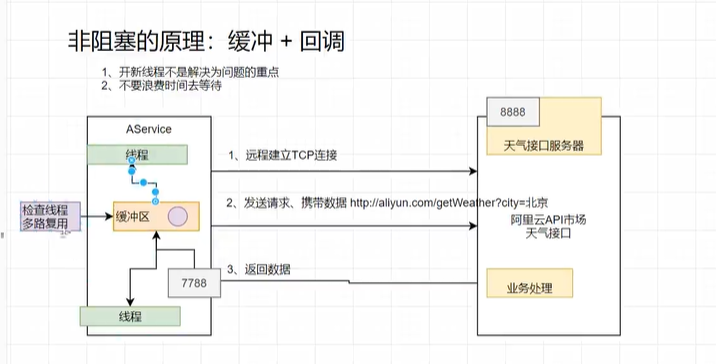 非阻塞的原理：缓冲 + 回调
1、开新线程不是解决为问题的重点
2、不要浪费时间去等待
AService
线程
8888
天气接口服务器
1、远程建立TCP连接
检查线程
多路复用
缓冲区
2、发送请求、携带数据 http://aliyun.com/getWeather?city=北京
阿里云API市场
天气接口
3、返回数据
7788
业务处理
线程